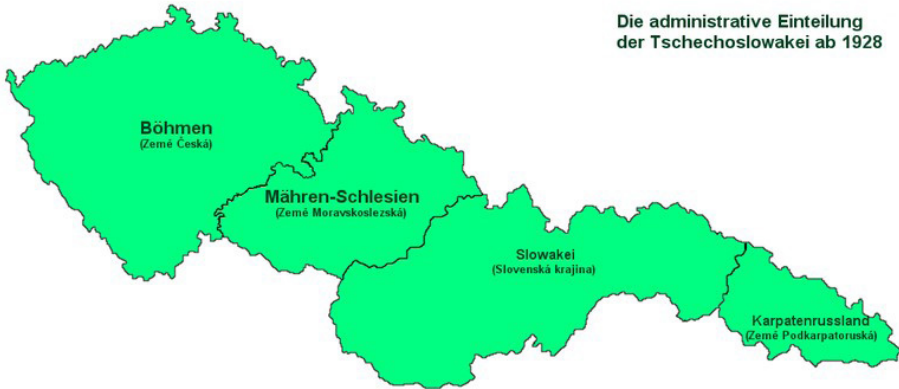 Die administrative Einteilung
der Tschechoslowakei ab 1928
Böhmen
(Země Česká)
Mähren-Schlesien
(Země Moravskoslezská)
Slowakei
(Slovenská krajina)
Karpatenrussland
(Země Podkarpatoruská)